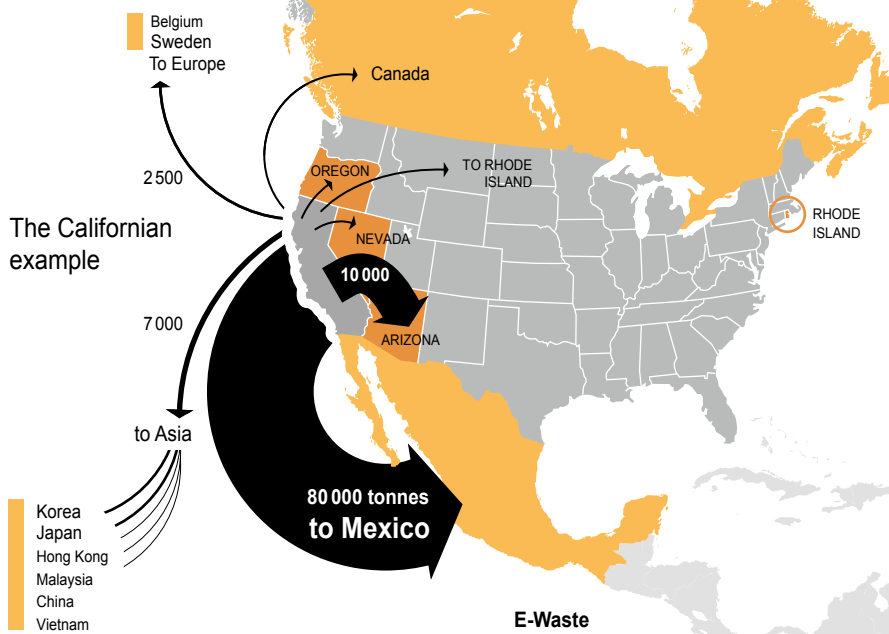 Belgium
Sweden
To Europe
Canada
2 500
OREGON
TO RHODE
ISLAND
The Californian
example
NEVADA
RHODE
ISLAND
10 000
7 000
ARIZONA
to Asia
80 000 tonnes
to Mexico
Korea
Japan
Hong Kong
Malaysia
China
Vietnam
E-Waste